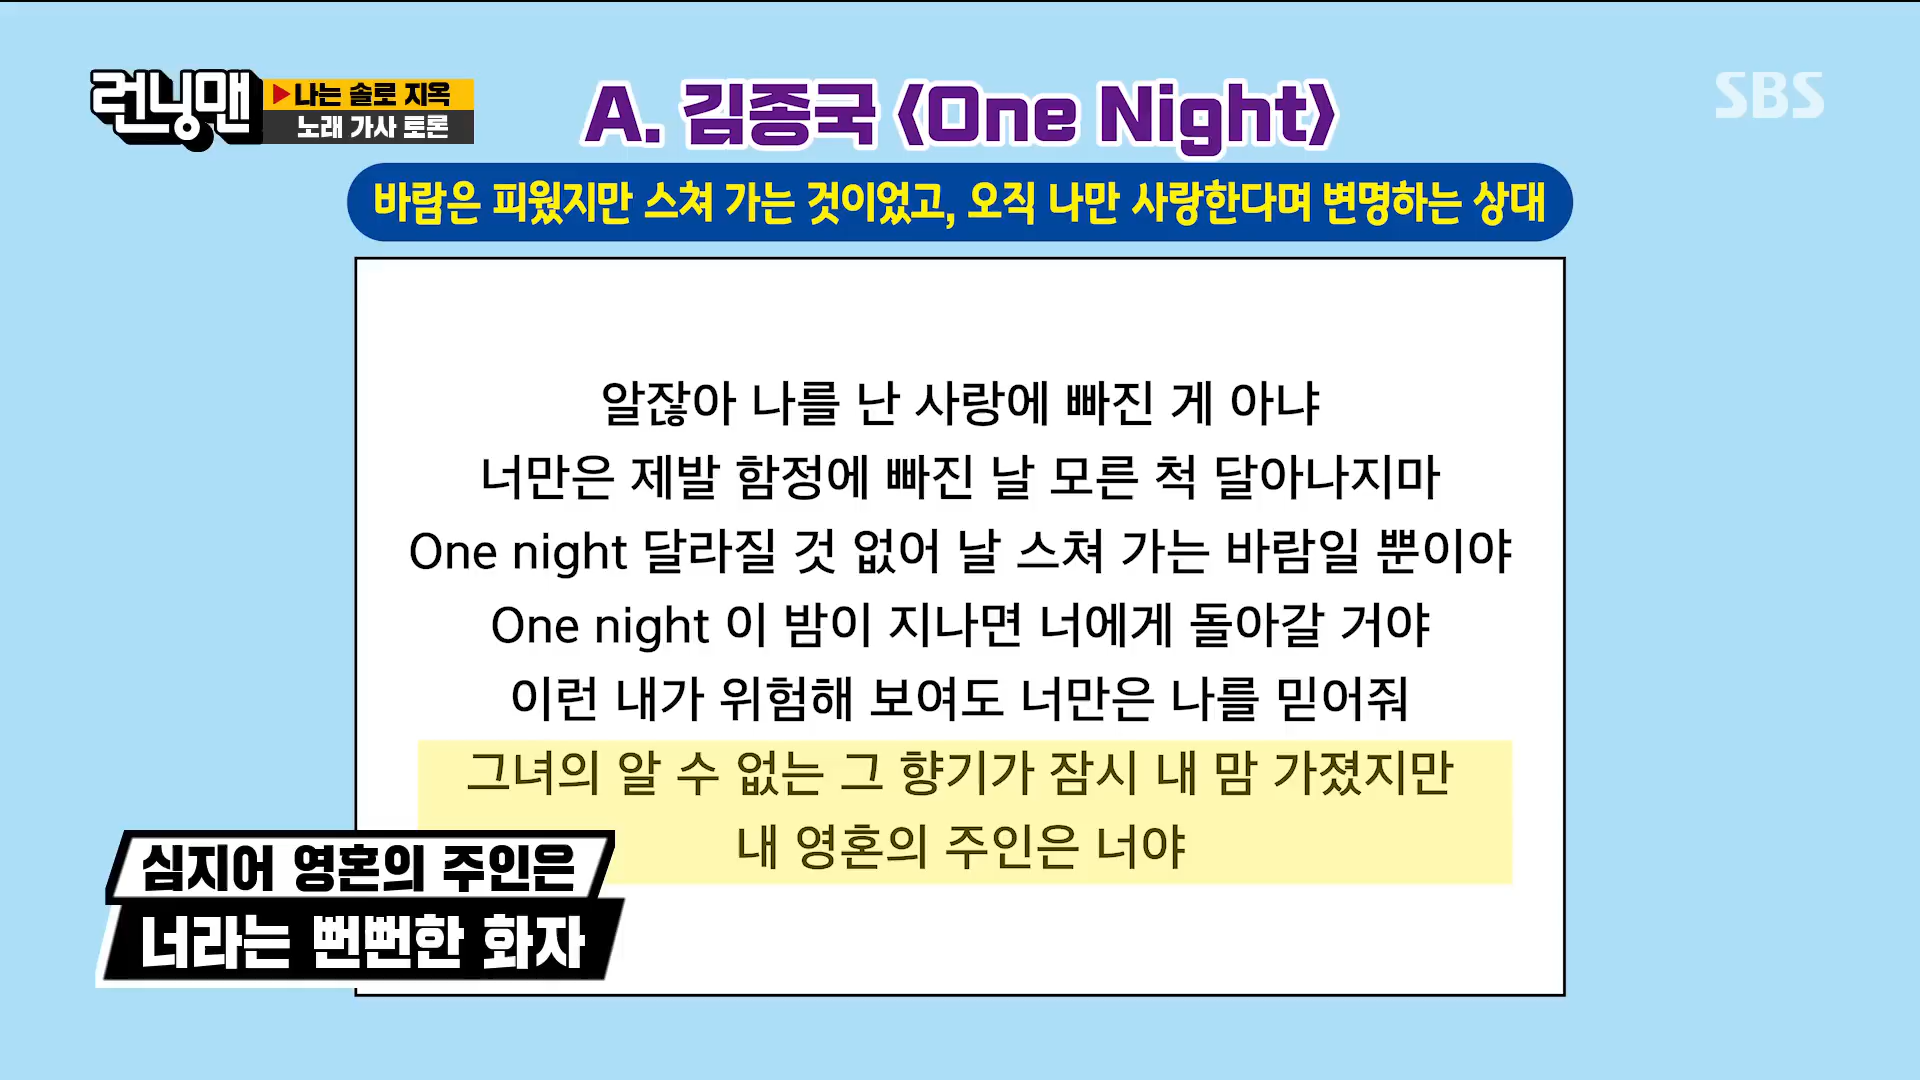 런닝맨
▶나는 솔로 지옥
노래 가사 토론
SBS
A. 김종국 〈One Night〉
바람은 피웠지만 스쳐 가는 것이었고, 오직 나만 사랑한다며 변명하는 상대
알잖아 나를 난 사랑에 빠진 게 아냐
너만은 제발 함정에 빠진 날 모른 척 달아나지마
One night 달라질 것 없어 날 스쳐 가는 바람일 뿐이야
One night 이 밤이 지나면 너에게 돌아갈 거야
이런 내가 위험해 보여도 너만은 나를 믿어줘
그녀의 알 수 없는 그 향기가 잠시 내 맘 가졌지만
내 영혼의 주인은 너야
심지어 영혼의 주인은
너라는 뻔뻔한 화자